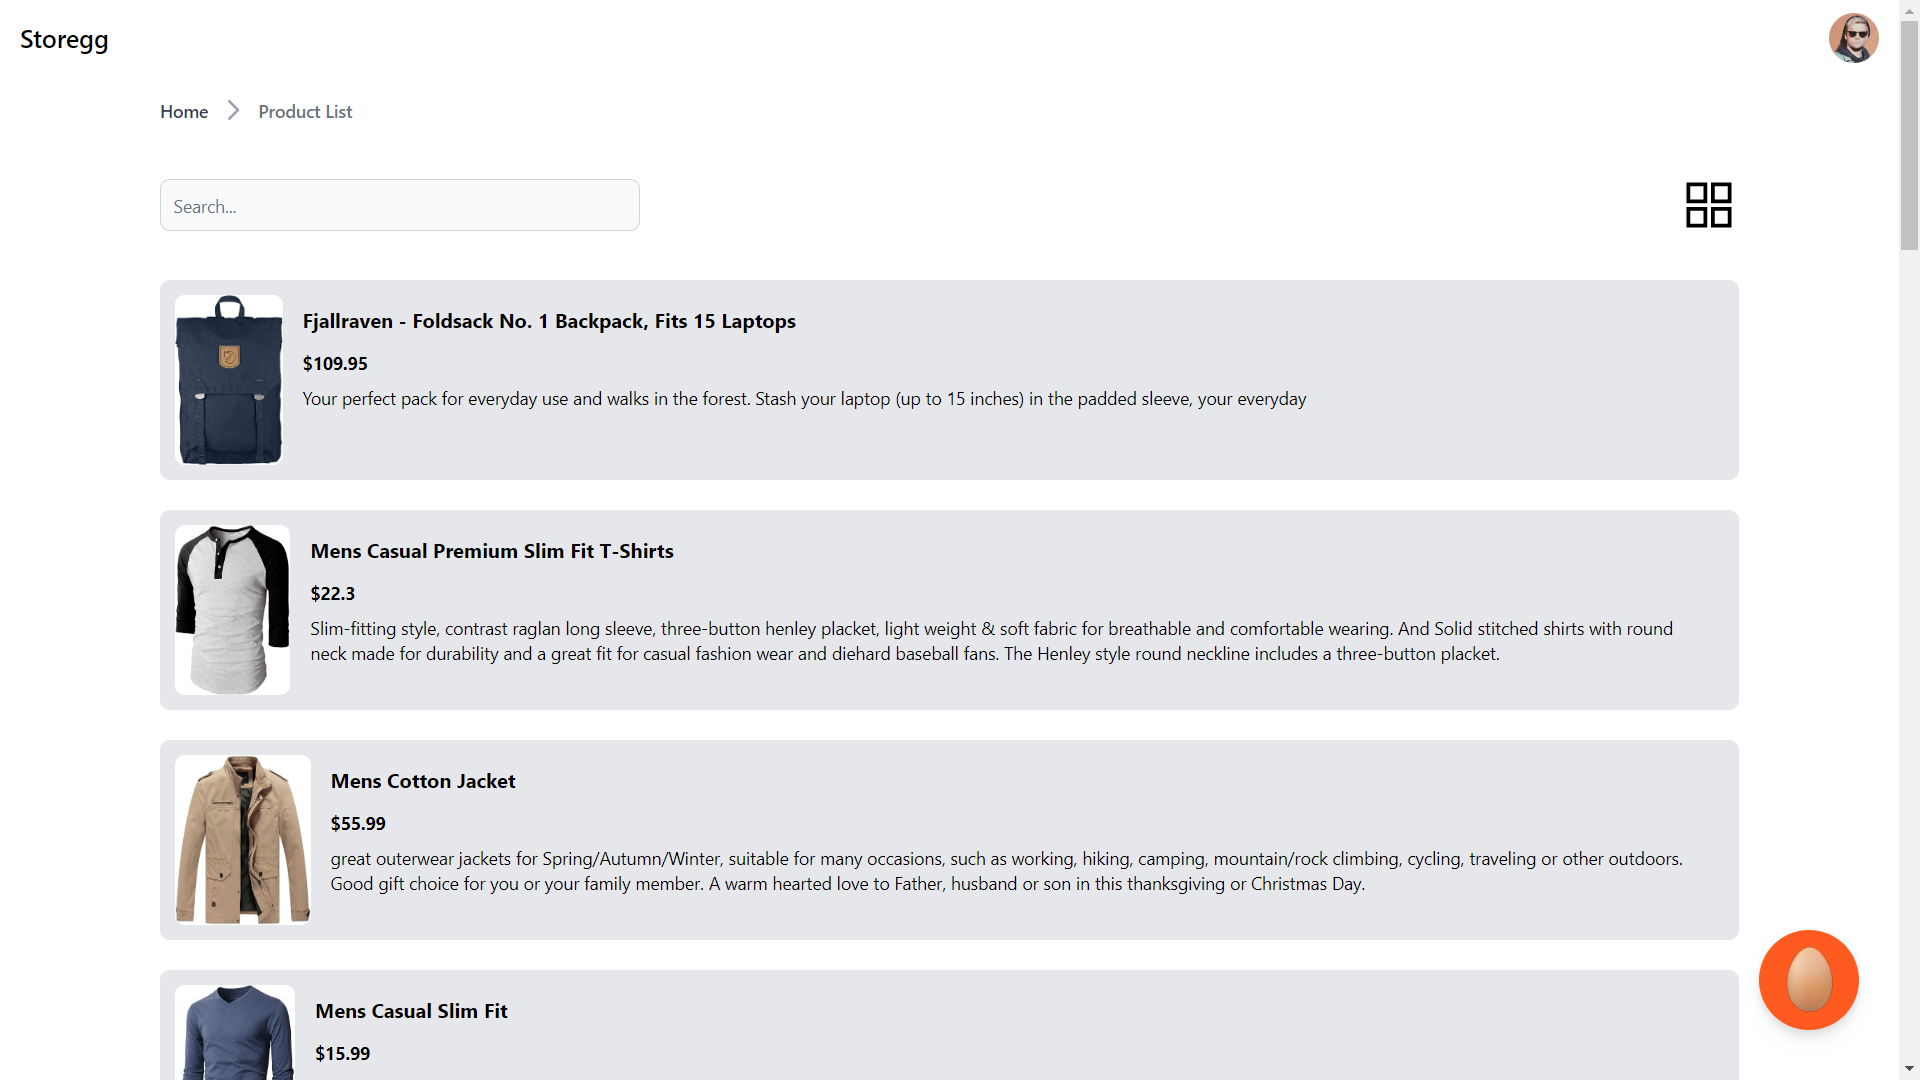 Storegg
Home
Product List
Search...
Fjallraven - Foldsack No. 1 Backpack, Fits 15 Laptops
$109.95
Your perfect pack for everyday use and walks in the forest. Stash your laptop (up to 15 inches) in the padded sleeve, your everyday
Mens Casual Premium Slim Fit T-Shirts
$22.3
Slim-fitting style, contrast raglan long sleeve, three-button henley placket, light weight & soft fabric for breathable and comfortable wearing. And Solid stitched shirts with round
neck made for durability and a great fit for casual fashion wear and diehard baseball fans. The Henley style round neckline includes a three-button placket.
Mens Cotton Jacket
$55.99
great outerwear jackets for Spring/Autumn/Winter, suitable for many occasions, such as working, hiking, camping, mountain/rock climbing, cycling, traveling or other outdoors.
Good gift choice for you or your family member. A warm hearted love to Father, husband or son in this thanksgiving or Christmas Day.
Mens Casual Slim Fit
$15.99